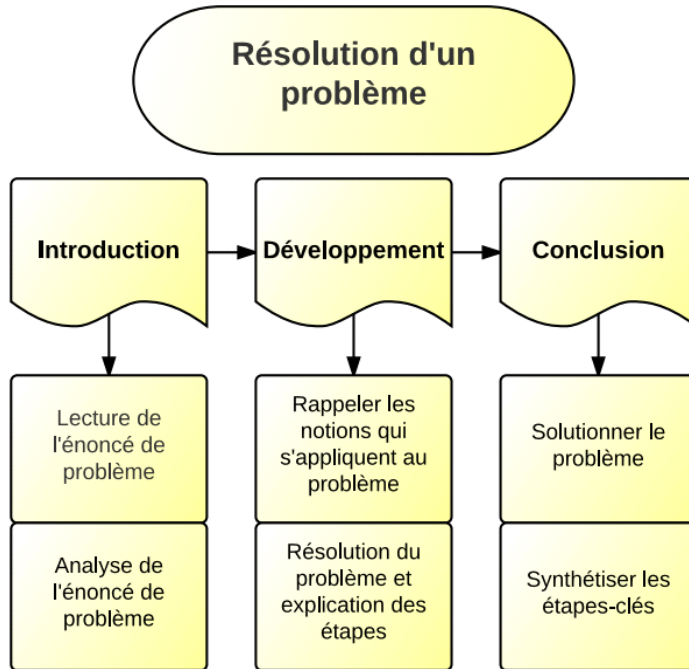 Résolution d'un
problème
Introduction
Développement
Conclusion
Lecture de
l'énoncé de
problème
Rappeler les
notions qui
s'appliquent au
problème
Solutionner le
problème
Analyse de
l'énoncé de
problème
Résolution du
problème et
explication des
étapes
Synthétiser les
étapes-clés